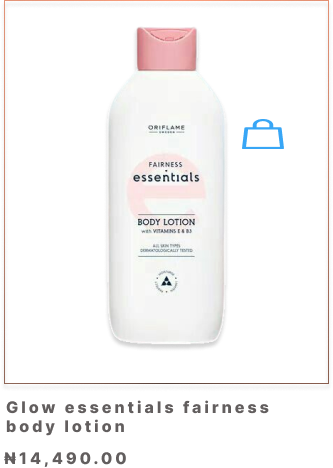 ORIFLAME
SWEDEN
FAIRNESS
essentials
BODY LOTION
with VITAMINS E & B3
ALL SKIN TYPES
DERMATOLOGICALLY TESTED
Glow essentials fairness
body lotion
₦14,490.00